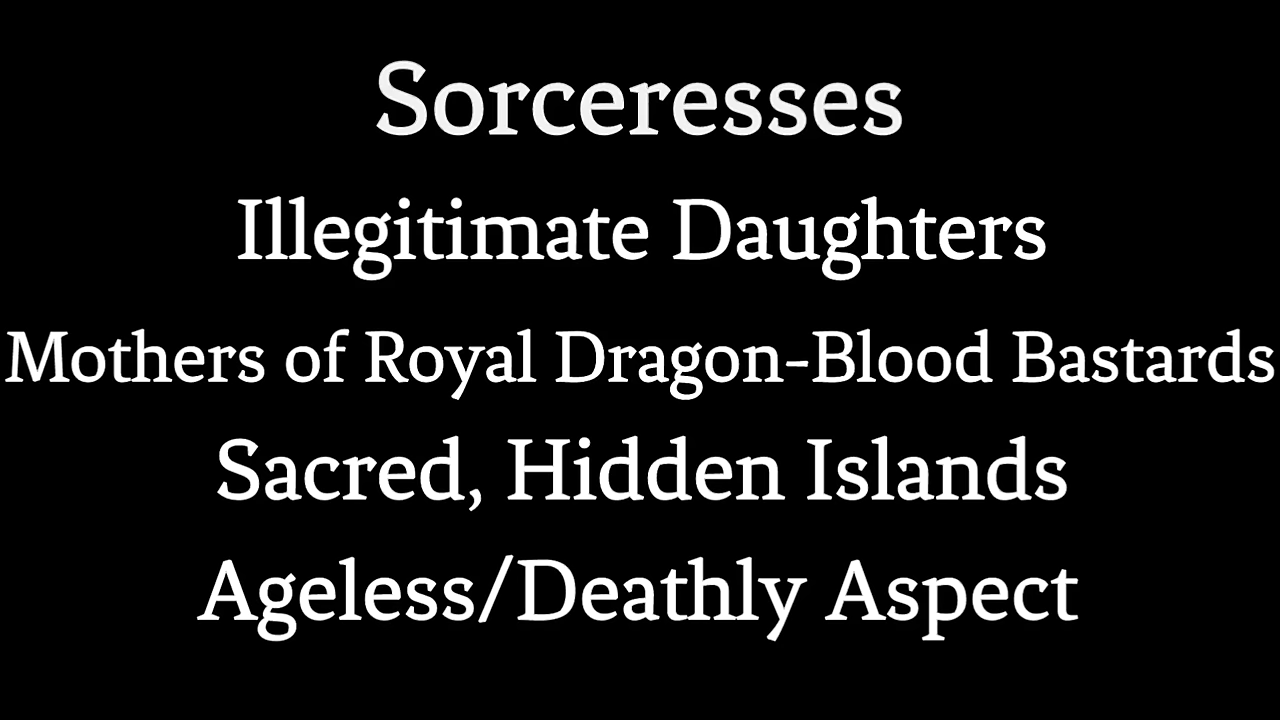 Sorceresses
Illegitimate Daughters
Mothers of Royal Dragon-Blood Bastards
Sacred, Hidden Islands
Ageless/Deathly Aspect